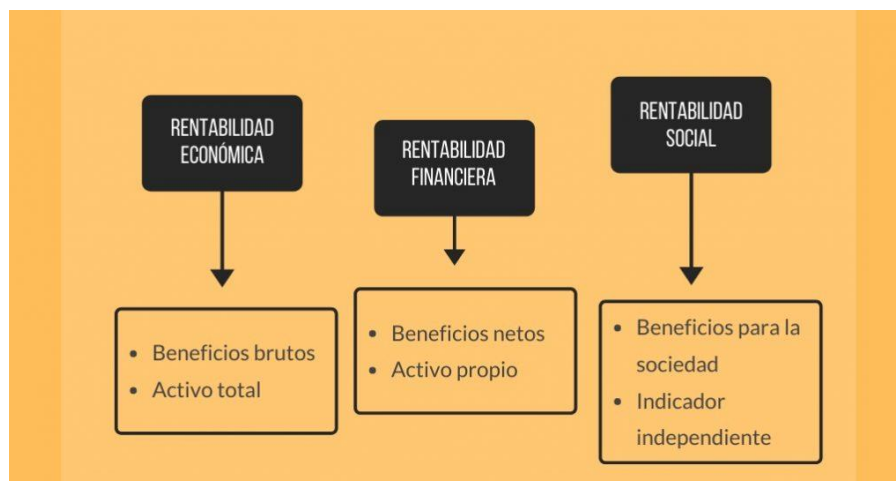 RENTABILIDAD
ECONÓMICA
• Beneficios brutos
• Activo total
RENTABILIDAD
FINANCIERA
• Beneficios netos
• Activo propio
RENTABILIDAD
SOCIAL
• Beneficios para la
sociedad
• Indicador
independiente